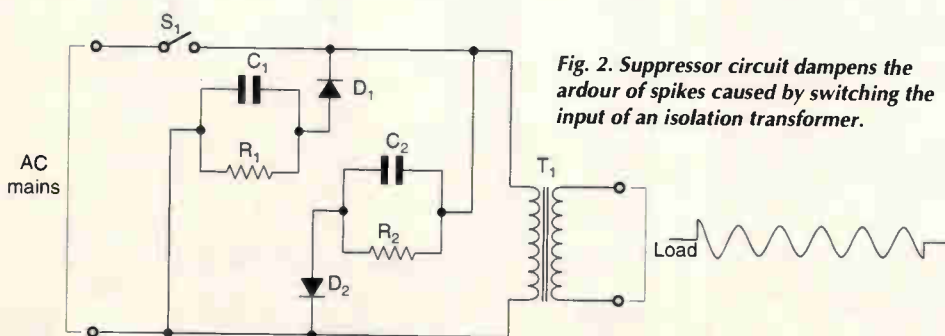 S1
C1
D1
R1
C2
R2
D2
AC
mains
T1
Load
Fig. 2. Suppressor circuit dampens the
ardour of spikes caused by switching the
input of an isolation transformer.